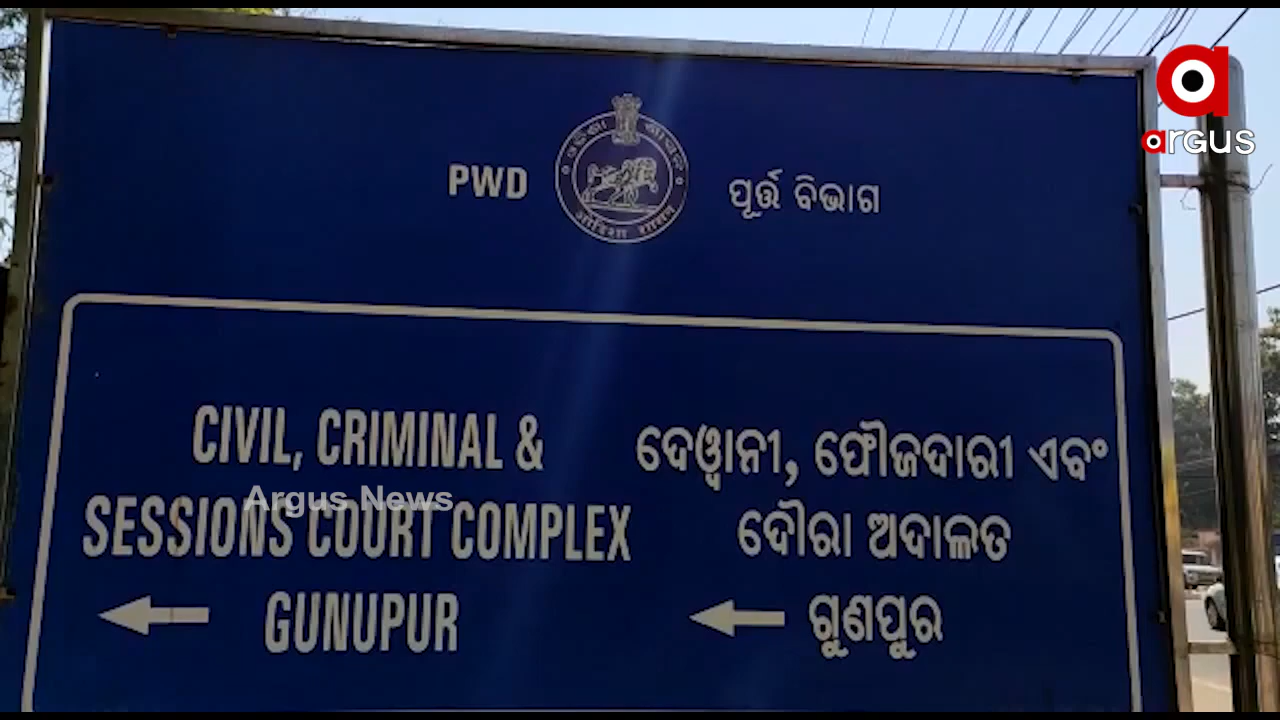 argus
PWD
ପୂର୍ତ୍ତ ବିଭାଗ
CIVIL, CRIMINAL &
SESSIONS COURT COMPLEX
GUNUPUR
ଦେୱାନୀ, ଫୌଜଦାରୀ ଏବଂ
ଦୌରା ଅଦାଲତ
ଗୁଣପୁର
Argus News